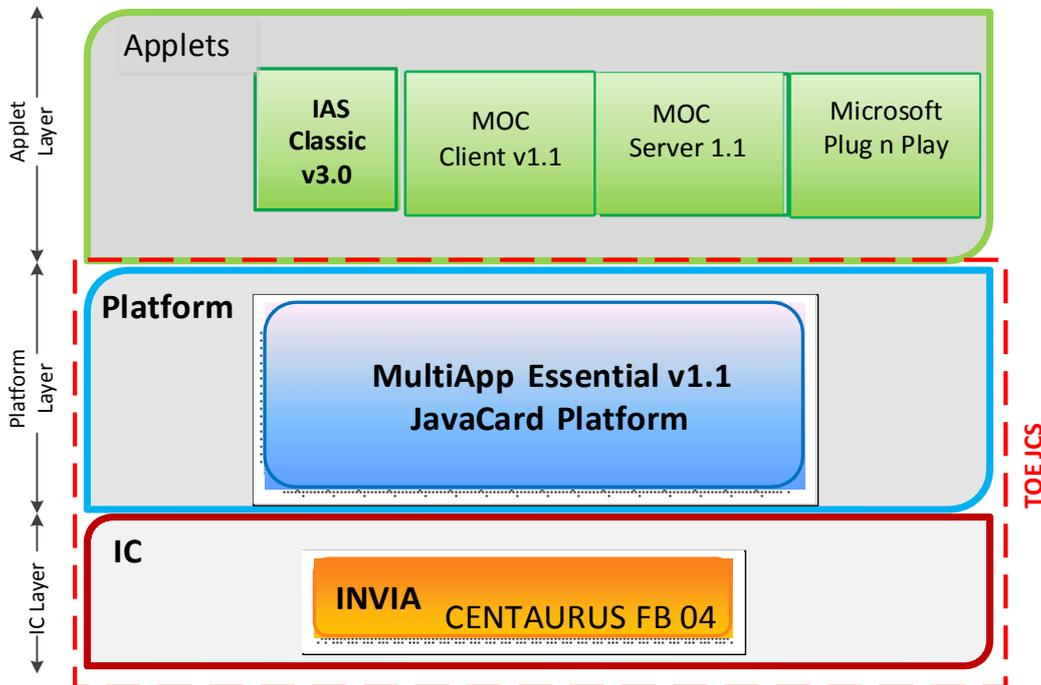 Applets
Applet
Layer
IAS
Classic
v3.0
MOC
Client v1.1
MOC
Server 1.1
Microsoft
Plug n Play
Platform
Platform
Layer
MultiApp Essential v1.1
JavaCard Platform
TOE JCS
IC
IC Layer
INVIA
CENTAURUS FB 04